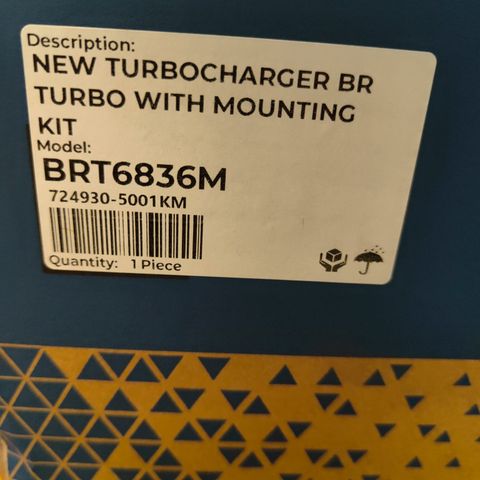 Description:
NEW TURBOCHARGER BR
TURBO WITH MOUNTING
KIT
Model:
BRT6836M
724930-5001KM
Quantity: 1 Piece